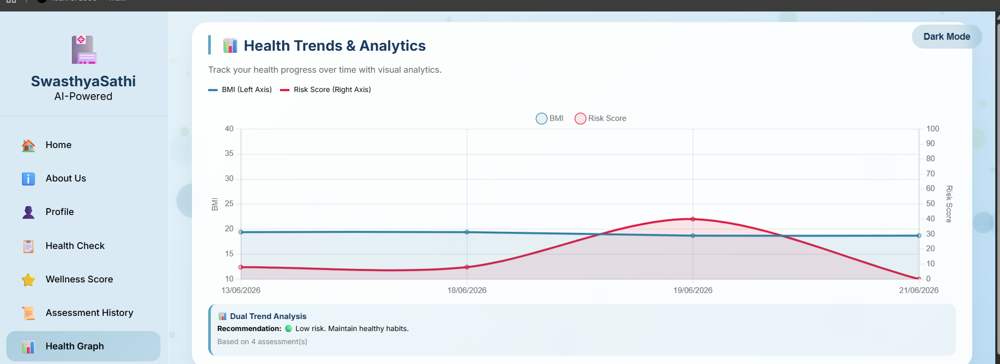 SwasthyaSathi
AI-Powered
Home
About Us
Profile
Health Check
Wellness Score
Assessment History
Health Graph
Dark Mode
Health Trends & Analytics
Track your health progress over time with visual analytics.
BMI (Left Axis) Risk Score (Right Axis)
BMI Risk Score
40
35
30
25
20
15
10
BMI
100
90
80
70
60
50
40
30
20
10
0
Risk Score
13/06/2026 18/06/2026 19/06/2026 21/06/2026
Dual Trend Analysis
Recommendation: Low risk. Maintain healthy habits.
Based on 4 assessment(s)